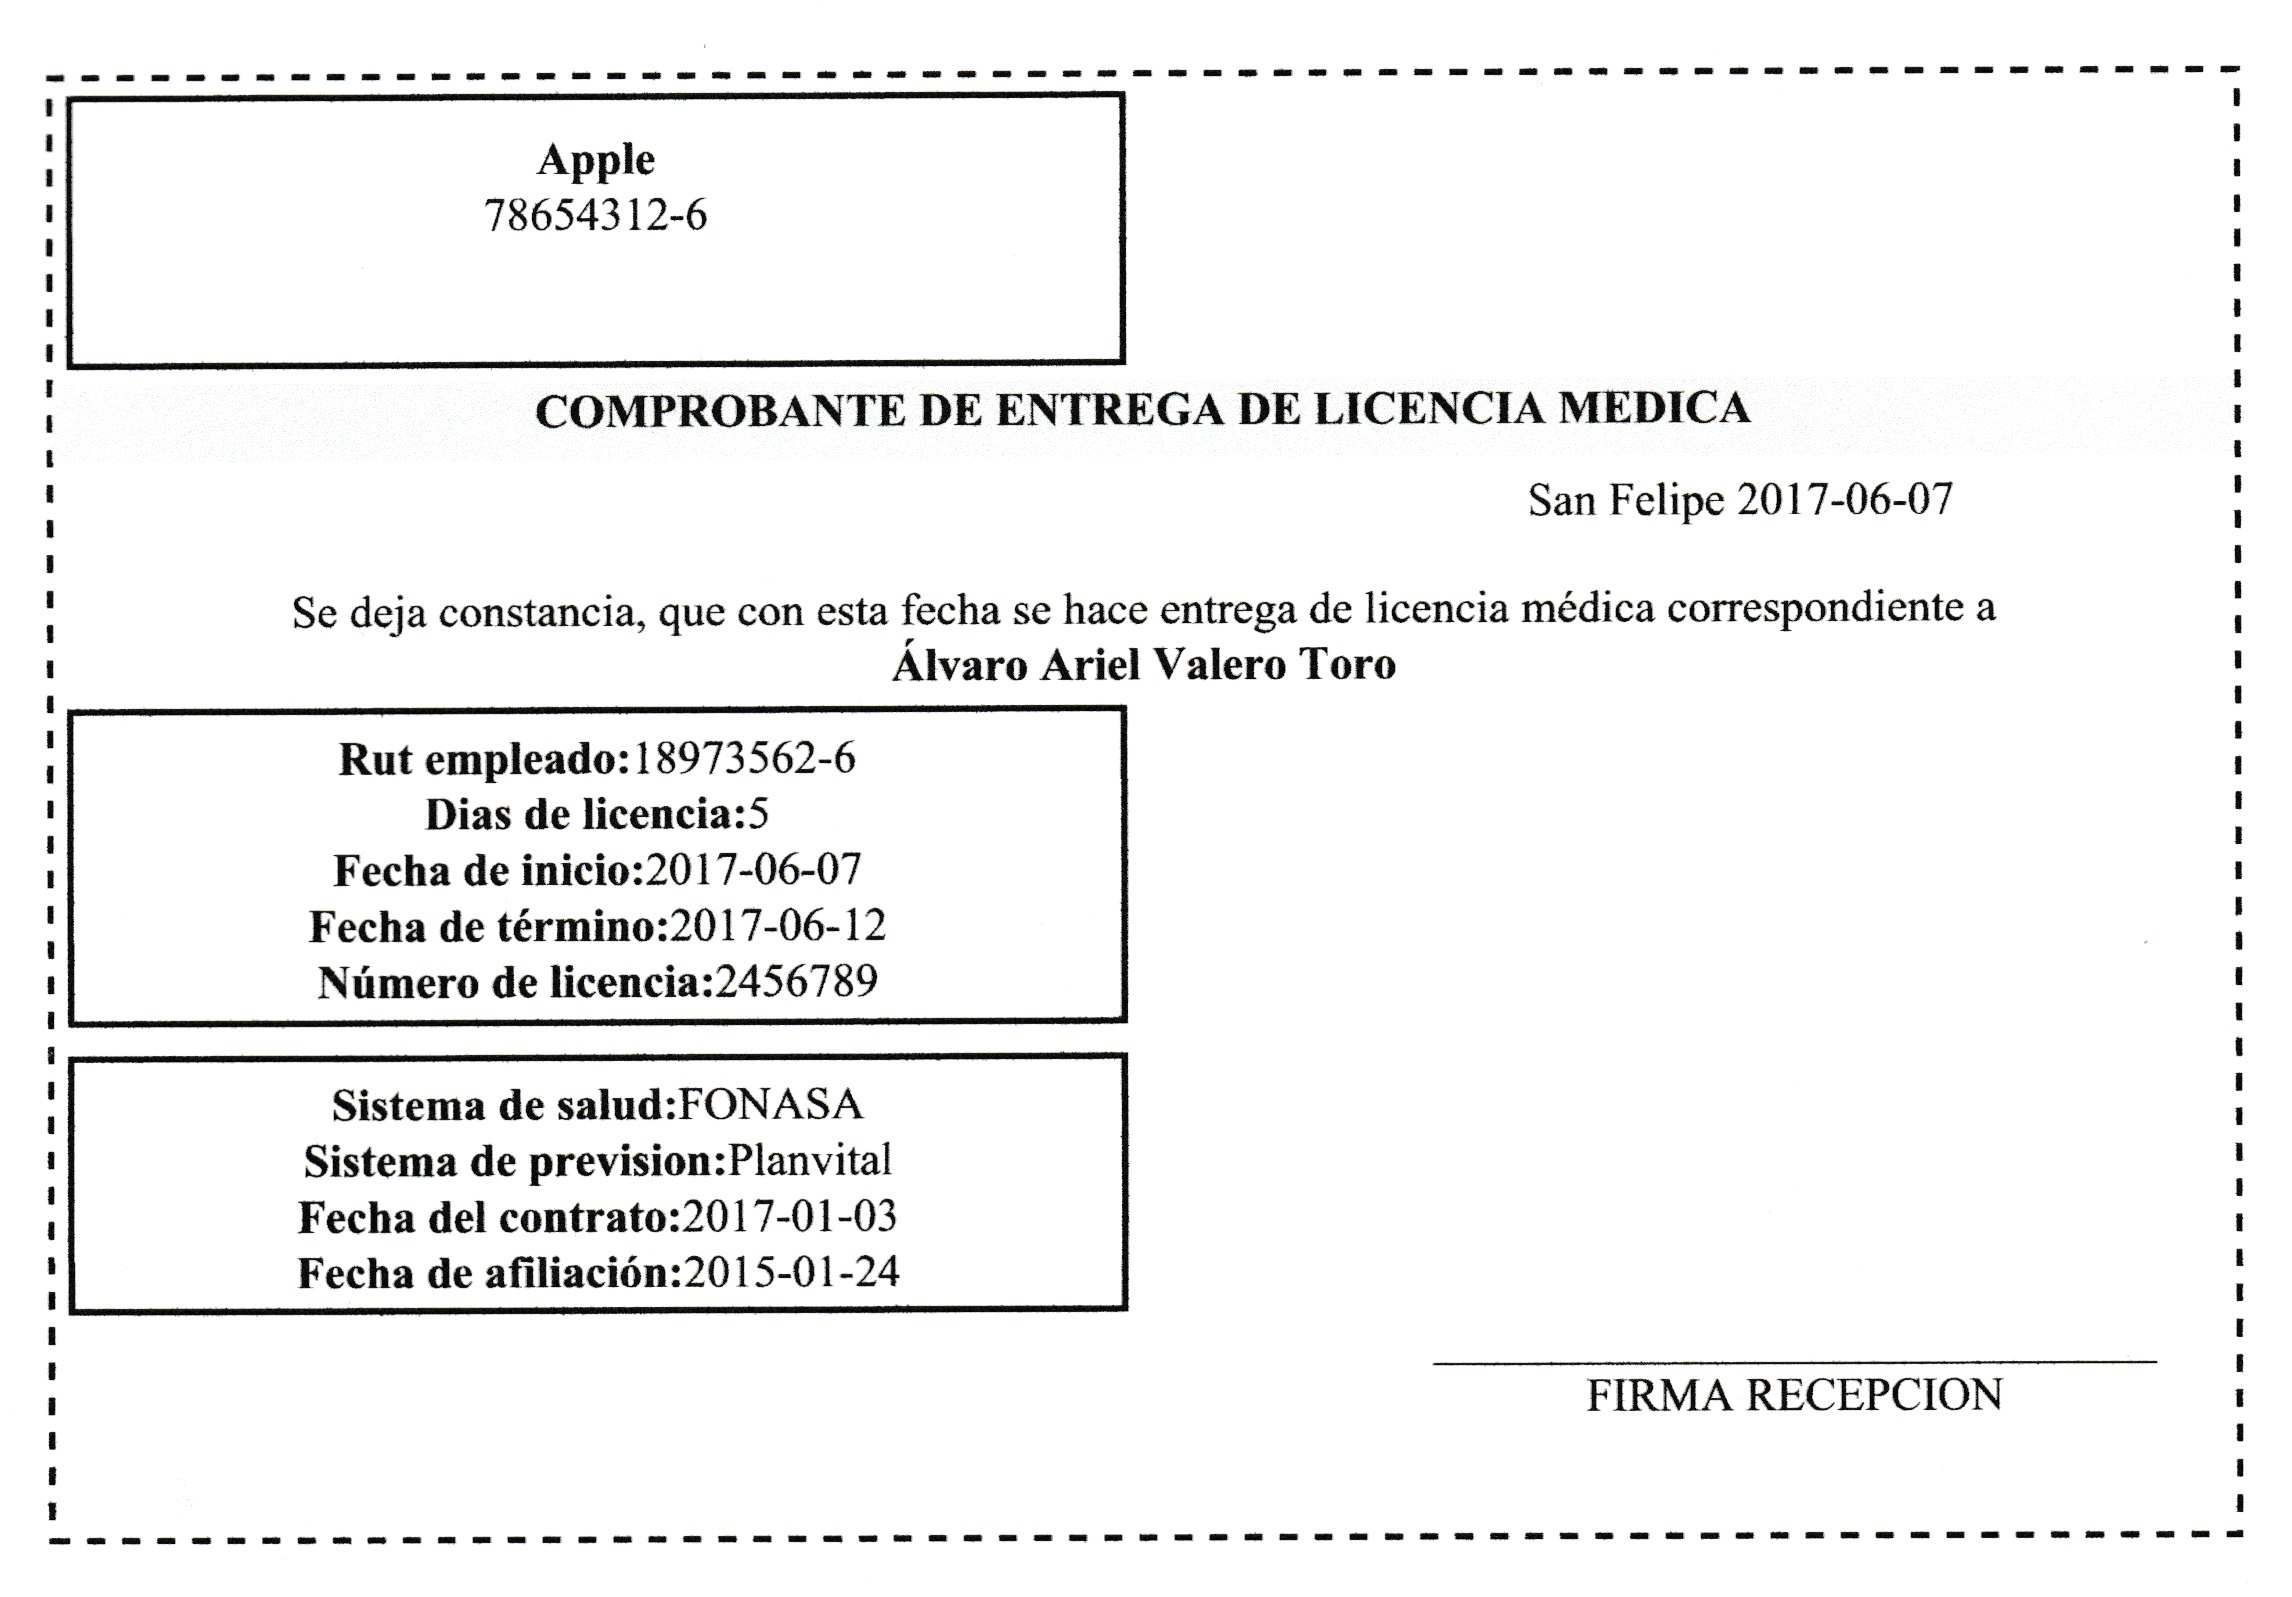 Apple
78654312-6
COMPROBANTE DE ENTREGA DE LICENCIA MEDICA
San Felipe 2017-06-07
Se deja constancia, que con esta fecha se hace entrega de licencia médica correspondiente a
Álvaro Ariel Valero Toro
Rut empleado:18973562-6
Dias de licencia:5
Fecha de inicio:2017-06-07
Fecha de término:2017-06-12
Número de licencia:2456789
Sistema de salud:FONASA
Sistema de prevision:Planvital
Fecha del contrato:2017-01-03
Fecha de afiliación:2015-01-24
FIRMA RECEPCION